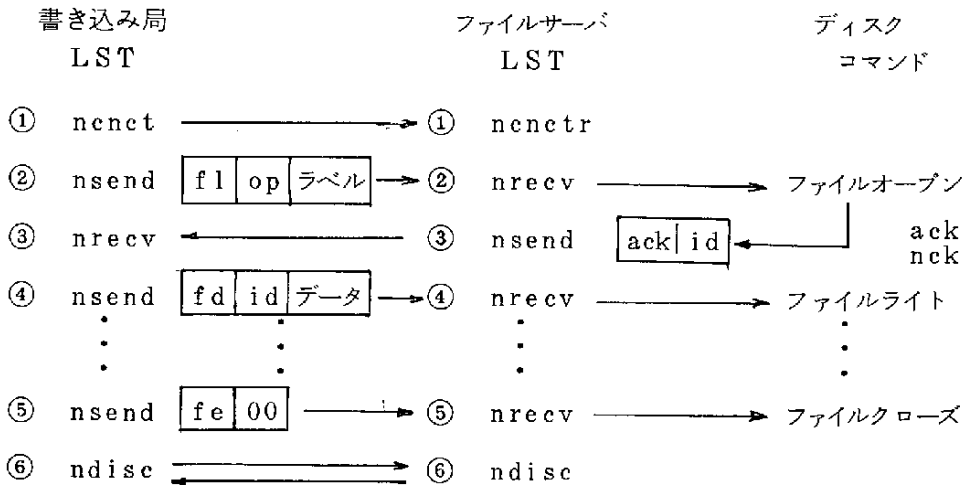 書き込み局 ファイルサーバ ディスク
LST LST コマンド
① ncnct ① ncnctr
② nsend fl op ラベル ② nrecv ファイルオープン
③ nrecv ③ nsend ack id ack
nck
④ nsend fd id データ ④ nrecv ファイルライト
⑤ nsend fe 00 ⑤ nrecv ファイルクローズ
⑥ ndisc ⑥ ndisc